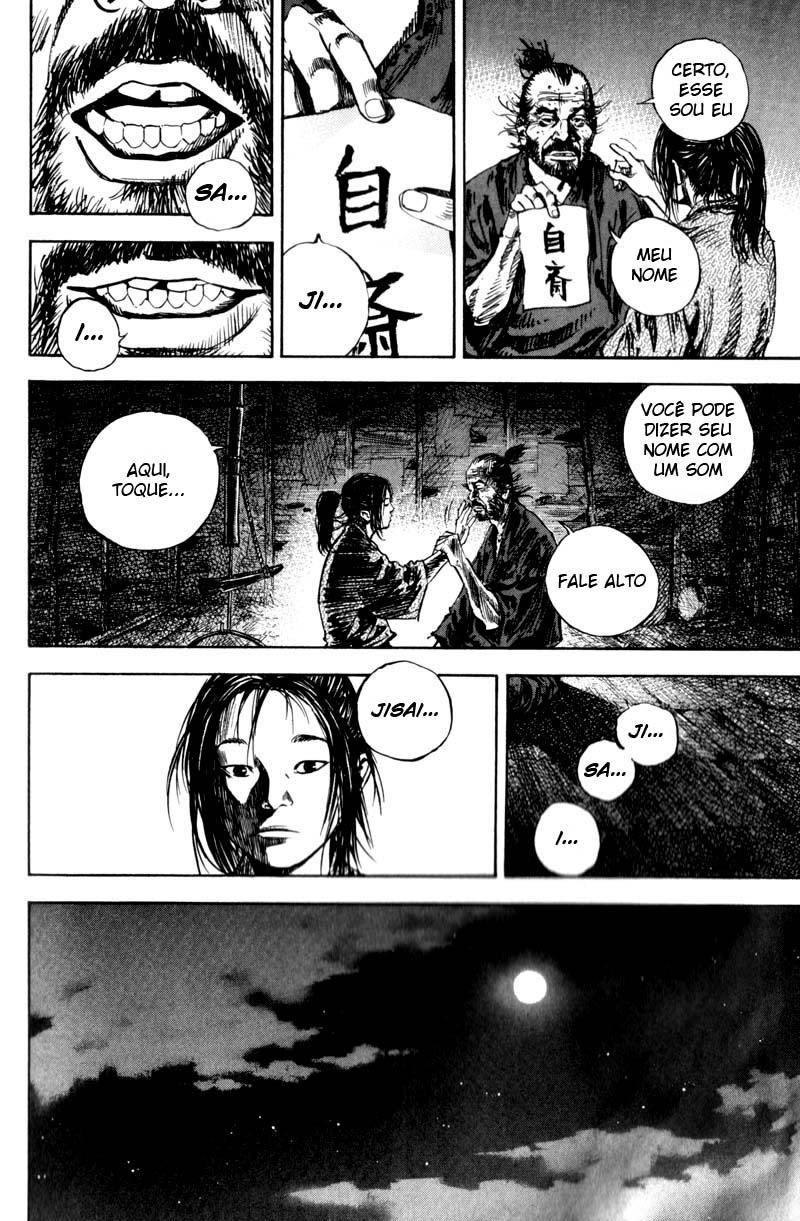 CERTO,
ESSE
SOU EU
MEU
NOME
自斎
自斎
JI...
SA...
I...
VOCÊ PODE
DIZER SEU
NOME COM
UM SOM
FALE ALTO
AQUI,
TOQUE...
JI...
SA...
I...
JISAI...